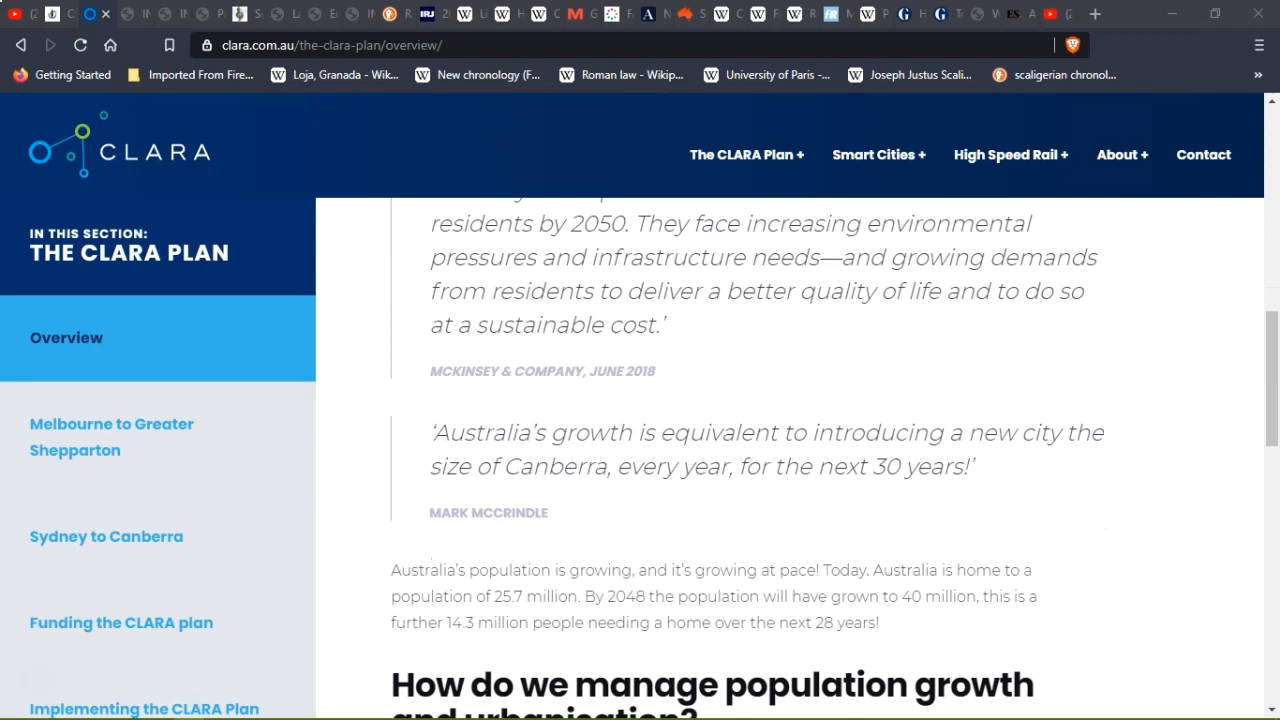 clara.com.au/the-clara-plan/overview/
Getting Started
Imported From Fire...
Loja, Granada - Wik...
New chronology (F...
Roman law - Wikip...
University of Paris -...
Joseph Justus Scali...
scaligerian chronol...
»
CLARA
The CLARA Plan +
Smart Cities +
High Speed Rail +
About +
Contact
IN THIS SECTION:
THE CLARA PLAN
Overview
Melbourne to Greater
Shepparton
Sydney to Canberra
Funding the CLARA plan
Implementing the CLARA Plan
residents by 2050. They face increasing environmental
pressures and infrastructure needs—and growing demands
from residents to deliver a better quality of life and to do so
at a sustainable cost.’
MCKINSEY & COMPANY, JUNE 2018
‘Australia’s growth is equivalent to introducing a new city the
size of Canberra, every year, for the next 30 years!’
MARK MCCRINDLE
Australia’s population is growing, and it’s growing at pace! Today. Australia is home to a
population of 25.7 million. By 2048 the population will have grown to 40 million, this is a
further 14.3 million people needing a home over the next 28 years!
How do we manage population growth
and urbanisation?